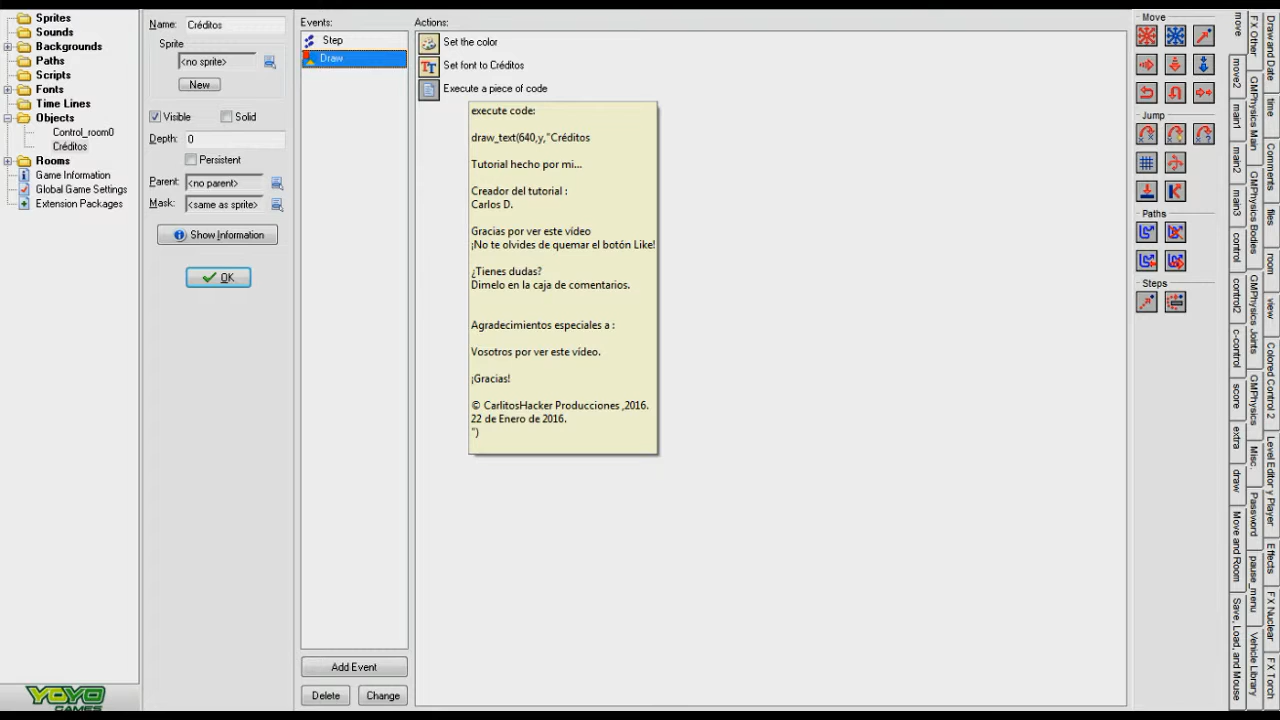 Sprites
Sounds
Backgrounds
Paths
Scripts
Fonts
Time Lines
Objects
Control_room0
Créditos
Rooms
Game Information
Global Game Settings
Extension Packages
YOYO
GAMES
Name: Créditos
Sprite
<no sprite>
New
Visible
Solid
Depth: 0
Persistent
Parent: <no parent>
Mask: <same as sprite>
Show Information
OK
Events:
Step
Draw
Add Event
Delete
Change
Actions:
Set the color
Set font to Créditos
Execute a piece of code
execute code:
draw_text(640,y,"Créditos
Tutorial hecho por mi...
Creador del tutorial :
Carlos D.
Gracias por ver este vídeo
¡No te olvides de quemar el botón Like!
¿Tienes dudas?
Dimelo en la caja de comentarios.
Agradecimientos especiales a :
Vosotros por ver este vídeo.
¡Gracias!
© CarlitosHacker Producciones ,2016.
22 de Enero de 2016.
")
Move
Jump
Paths
Steps
move
move2
main1
main2
main3
control
control2
c-control
score
extra
draw
Move and Room
Save, Load, and Mouse
FX Other
GMPhysics Main
GMPhysics Bodies
GMPhysics Joints
GMPhysics
Misc.
Password
pause_menu
Vehicle Library
Draw and Date
time
Comments
files
room
view
Colored Control 2
Level Editor y Player
Effects
FX Nuclear
FX Torch